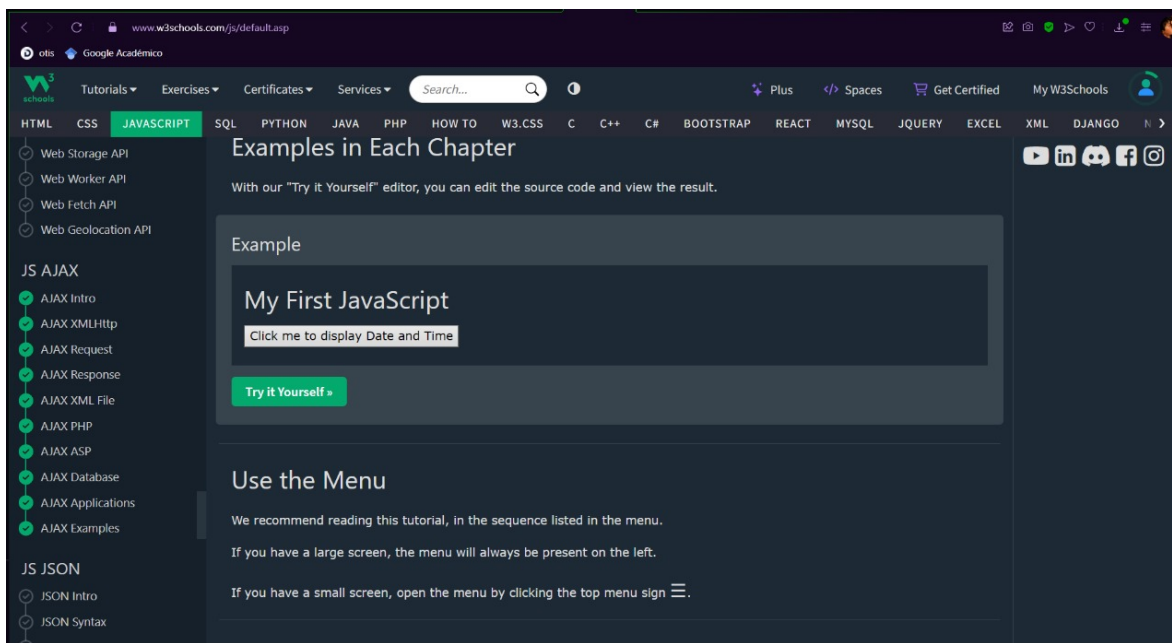 www.w3schools.com/js/default.asp
otis Google Académico
W3 schools Tutorials Exercises Certificates Services Search... Plus </> Spaces Get Certified My W3Schools
HTML CSS JAVASCRIPT SQL PYTHON JAVA PHP HOW TO W3.CSS C C++ C# BOOTSTRAP REACT MYSQL JQUERY EXCEL XML DJANGO N
Web Storage API
Web Worker API
Web Fetch API
Web Geolocation API
JS AJAX
AJAX Intro
AJAX XMLHttp
AJAX Request
AJAX Response
AJAX XML File
AJAX PHP
AJAX ASP
AJAX Database
AJAX Applications
AJAX Examples
JS JSON
JSON Intro
JSON Syntax
Examples in Each Chapter
With our "Try it Yourself" editor, you can edit the source code and view the result.
Example
My First JavaScript
Click me to display Date and Time
Try it Yourself »
Use the Menu
We recommend reading this tutorial, in the sequence listed in the menu.
If you have a large screen, the menu will always be present on the left.
If you have a small screen, open the menu by clicking the top menu sign ☰.